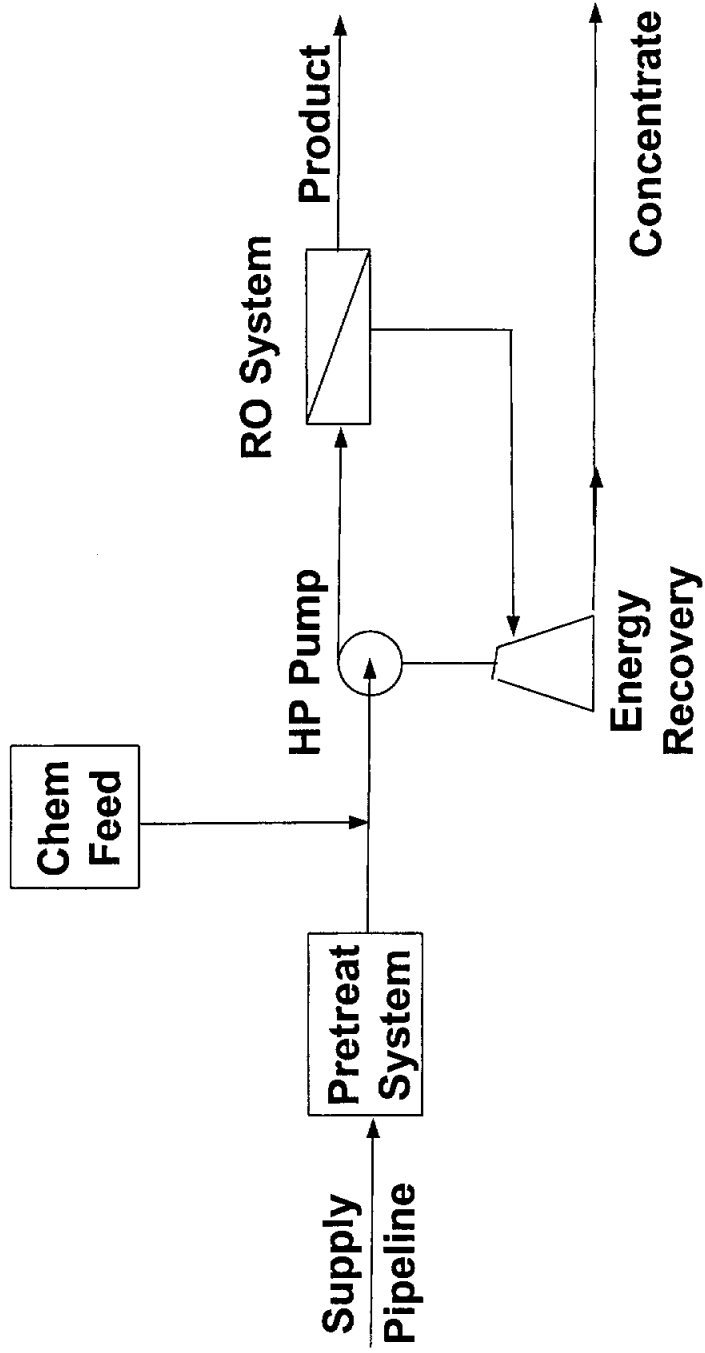 Supply
Pipeline
Pretreat
System
Chem
Feed
HP Pump
Energy
Recovery
RO System
Product
Concentrate